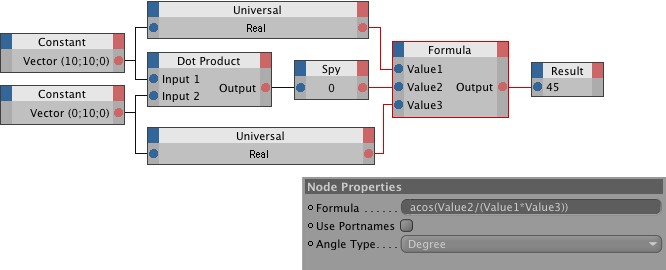 Universal
Real
Constant
Vector (10;10;0)
Dot Product
Input 1
Input 2
Output
Spy
0
Formula
Value1
Value2
Value3
Output
Result
45
Constant
Vector (0;10;0)
Universal
Real
Node Properties
Formula . . . . . . acos(Value2/(Value1*Value3))
Use Portnames
Angle Type. . . . Degree